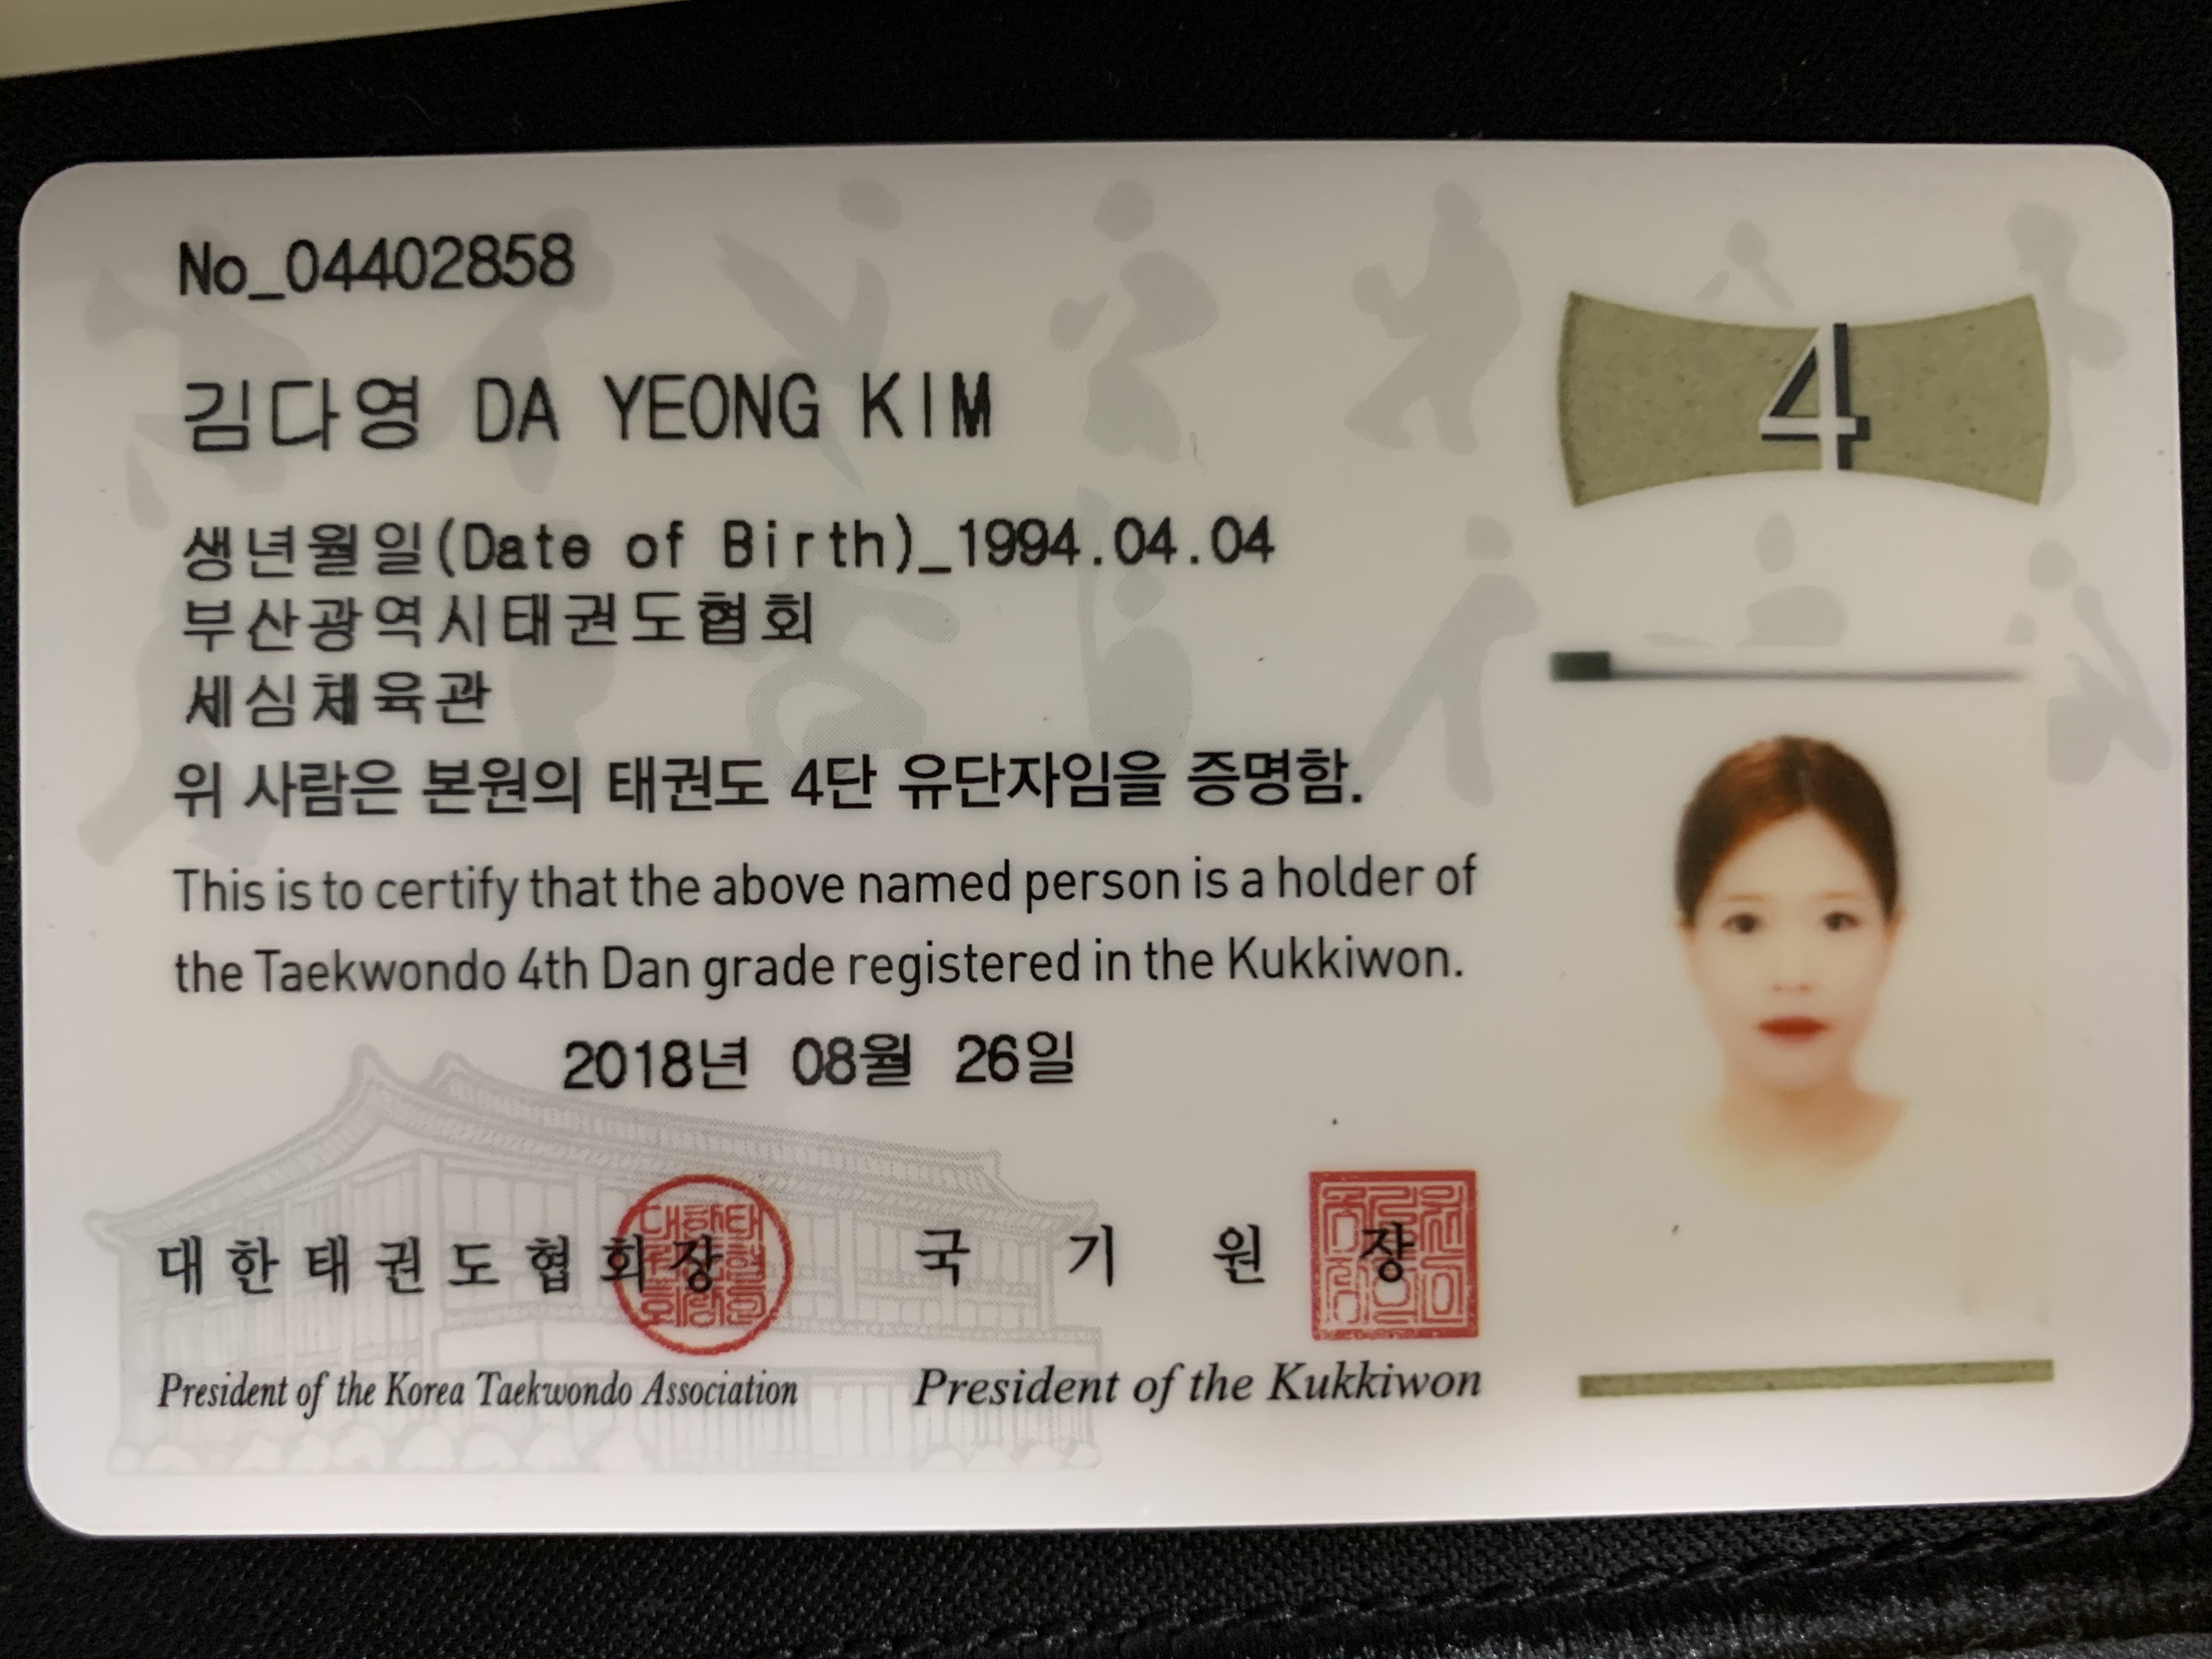 No_04402858
4
김다영 DA YEONG KIM
생년월일(Date of Birth)_1994.04.04
부산광역시태권도협회
세심체육관
위 사람은 본원의 태권도 4단 유단자임을 증명함.
This is to certify that the above named person is a holder of
the Taekwondo 4th Dan grade registered in the Kukkiwon.
2018년 08월 26일
대한태권도협회장 국기원장
President of the Korea Taekwondo Association President of the Kukkiwon